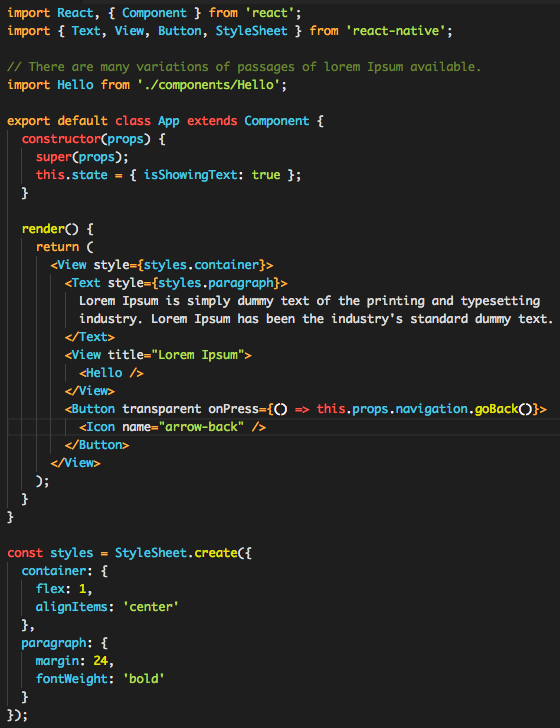 import React, { Component } from 'react';
import { Text, View, Button, StyleSheet } from 'react-native';

// There are many variations of passages of lorem Ipsum available.
import Hello from './components/Hello';

export default class App extends Component {
  constructor(props) {
    super(props);
    this.state = { isShowingText: true };
  }

  render() {
    return (
      <View style={styles.container}>
        <Text style={styles.paragraph}>
          Lorem Ipsum is simply dummy text of the printing and typesetting
          industry. Lorem Ipsum has been the industry's standard dummy text.
        </Text>
        <View title="Lorem Ipsum">
          <Hello />
        </View>
        <Button transparent onPress={() => this.props.navigation.goBack()}>
          <Icon name="arrow-back" />
        </Button>
      </View>
    );
  }
}

const styles = StyleSheet.create({
  container: {
    flex: 1,
    alignItems: 'center'
  },
  paragraph: {
    margin: 24,
    fontWeight: 'bold'
  }
});